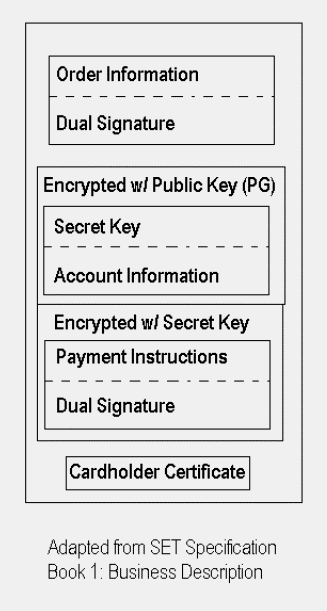 Order Information
Dual Signature
Encrypted w/ Public Key (PG)
Secret Key
Account Information
Encrypted w/ Secret Key
Payment Instructions
Dual Signature
Cardholder Certificate
Adapted from SET Specification
Book 1: Business Description